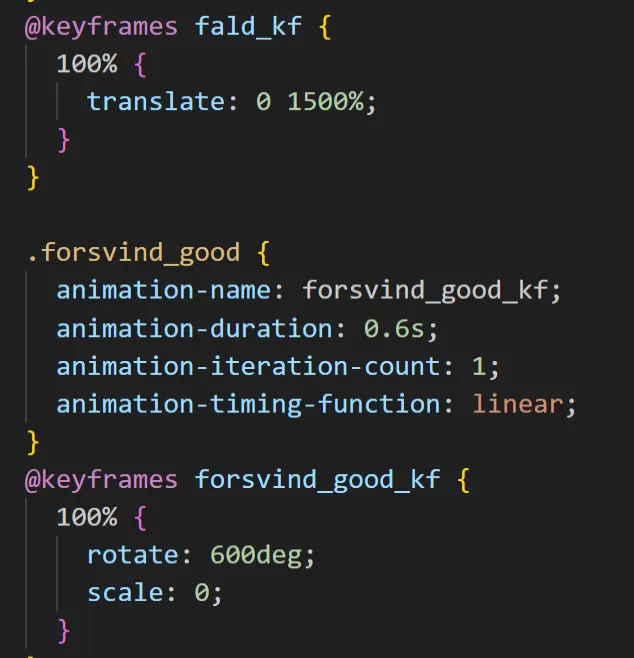 @keyframes fald_kf {
  100% {
    translate: 0 1500%;
  }
}

.forsvind_good {
  animation-name: forsvind_good_kf;
  animation-duration: 0.6s;
  animation-iteration-count: 1;
  animation-timing-function: linear;
}
@keyframes forsvind_good_kf {
  100% {
    rotate: 600deg;
    scale: 0;
  }